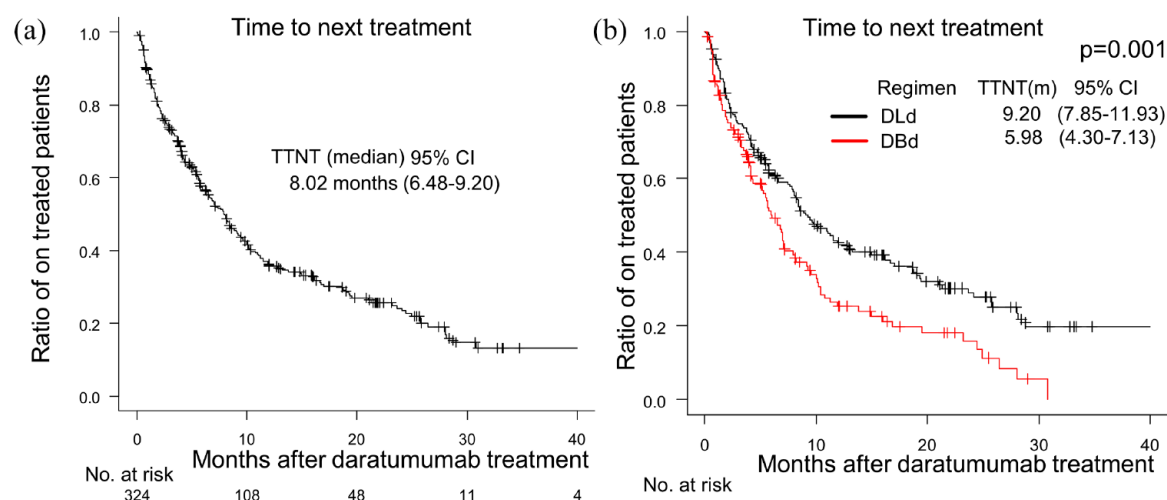 (a)
Time to next treatment
Ratio of on treated patients
1.0
0.8
0.6
0.4
0.2
0.0
TTNT (median) 95% CI
8.02 months (6.48-9.20)
0 10 20 30 40
Months after daratumumab treatment
No. at risk
324 108 48 11 4
(b)
Time to next treatment
p=0.001
Regimen TTNT(m) 95% CI
DLd 9.20 (7.85-11.93)
DBd 5.98 (4.30-7.13)
Ratio of on treated patients
1.0
0.8
0.6
0.4
0.2
0.0
0 10 20 30 40
Months after daratumumab treatment
No. at risk